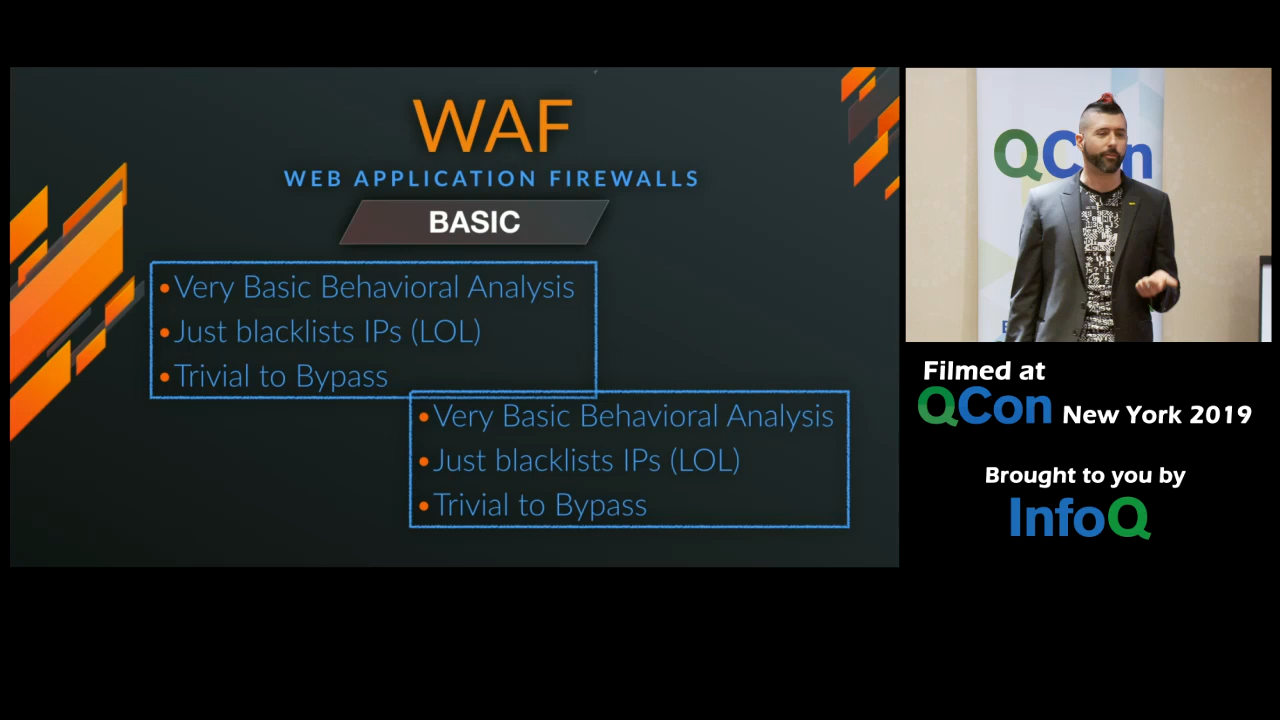 WAF
WEB APPLICATION FIREWALLS
BASIC
•Very Basic Behavioral Analysis
•Just blacklists IPs (LOL)
•Trivial to Bypass
•Very Basic Behavioral Analysis
•Just blacklists IPs (LOL)
•Trivial to Bypass
QCon
Filmed at
QCon New York 2019
Brought to you by
InfoQ